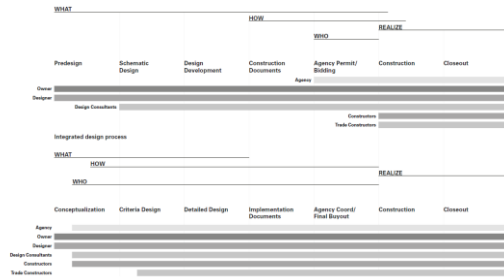 WHAT
HOW
REALIZE
WHO
Predesign
Schematic Design
Design Development
Construction Documents
Agency Permit/ Bidding
Construction
Closeout
Agency
Owner
Designer
Design Consultants
Constructors
Trade Constructors
Integrated design process
WHAT
HOW
REALIZE
WHO
Conceptualization
Criteria Design
Detailed Design
Implementation Documents
Agency Coord/ Final Buyout
Construction
Closeout
Agency
Owner
Designer
Design Consultants
Constructors
Trade Constructors